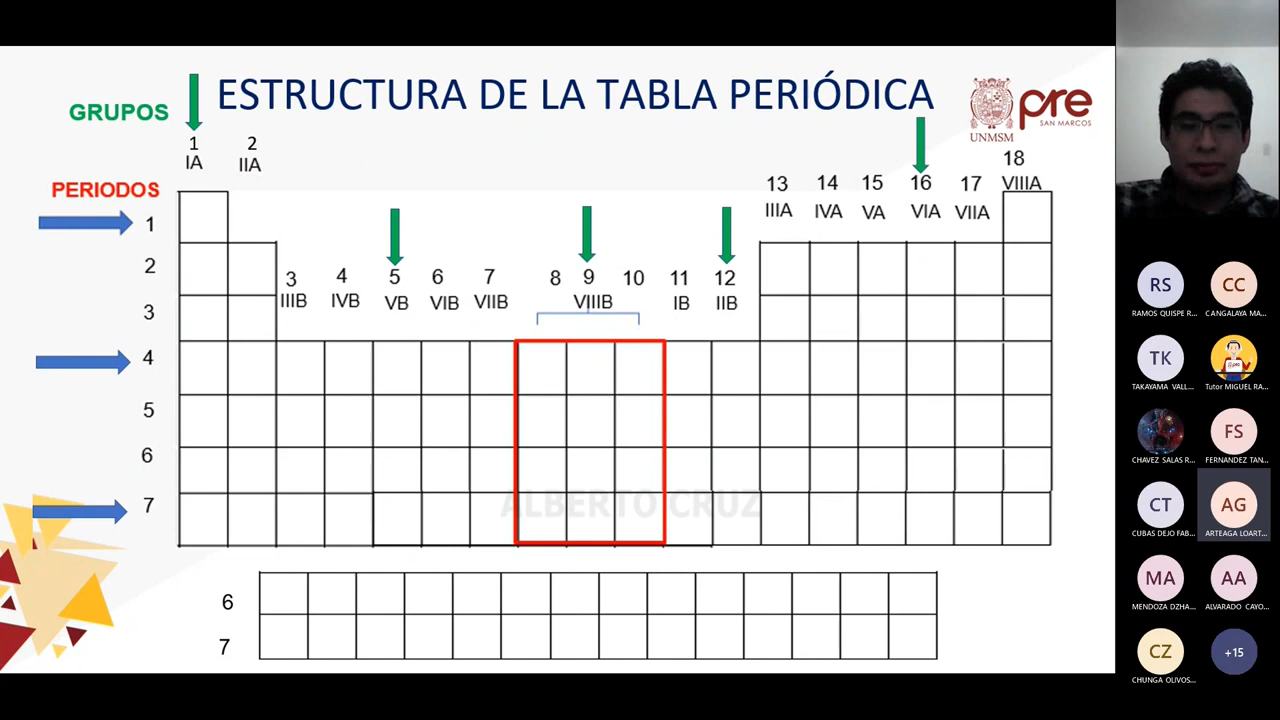 ESTRUCTURA DE LA TABLA PERIÓDICA
GRUPOS
pre
SAN MARCOS
UNMSM
1 2 18
IA IIA VIIIA
PERIODOS
13 14 15 16 17
IIIA IVA VA VIA VIIA
1
2
3 4 5 6 7 8 9 10 11 12
IIIB IVB VB VIB VIIB VIIIB IB IIB
3
4
5
6
7
ALBERTO CRUZ
6
7
RS
RAMOS QUISPE R...
CC
CANGALAYA MA...
TK
TAKAYAMA VALL...
Tutor MIGUEL RA...
CHAVEZ SALAS R...
FS
FERNANDEZ TAN...
CT
CUBAS DEJO FAB...
AG
ARTEAGA LOART...
MA
MENDOZA DZHA...
AA
ALVARADO CAYO...
CZ
CHUNGA OLIVOS...
+15